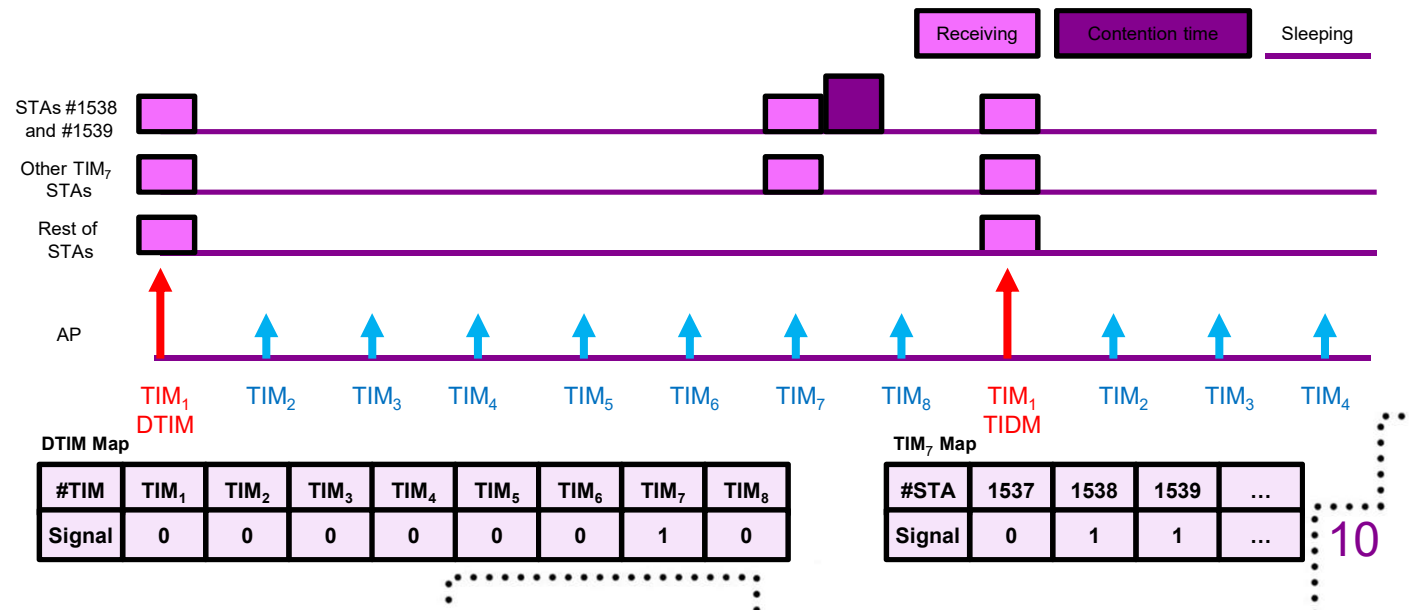 Receiving
Contention time
Sleeping
STAs #1538
and #1539
Other TIM₇
STAs
Rest of
STAs
AP
TIM₁ TIM₂ TIM₃ TIM₄ TIM₅ TIM₆ TIM₇ TIM₈ TIM₁ TIM₂ TIM₃ TIM₄
DTIM TIDM
DTIM Map
#TIM TIM₁ TIM₂ TIM₃ TIM₄ TIM₅ TIM₆ TIM₇ TIM₈
Signal 0 0 0 0 0 0 1 0
TIM₇ Map
#STA 1537 1538 1539 ...
Signal 0 1 1 ...
10